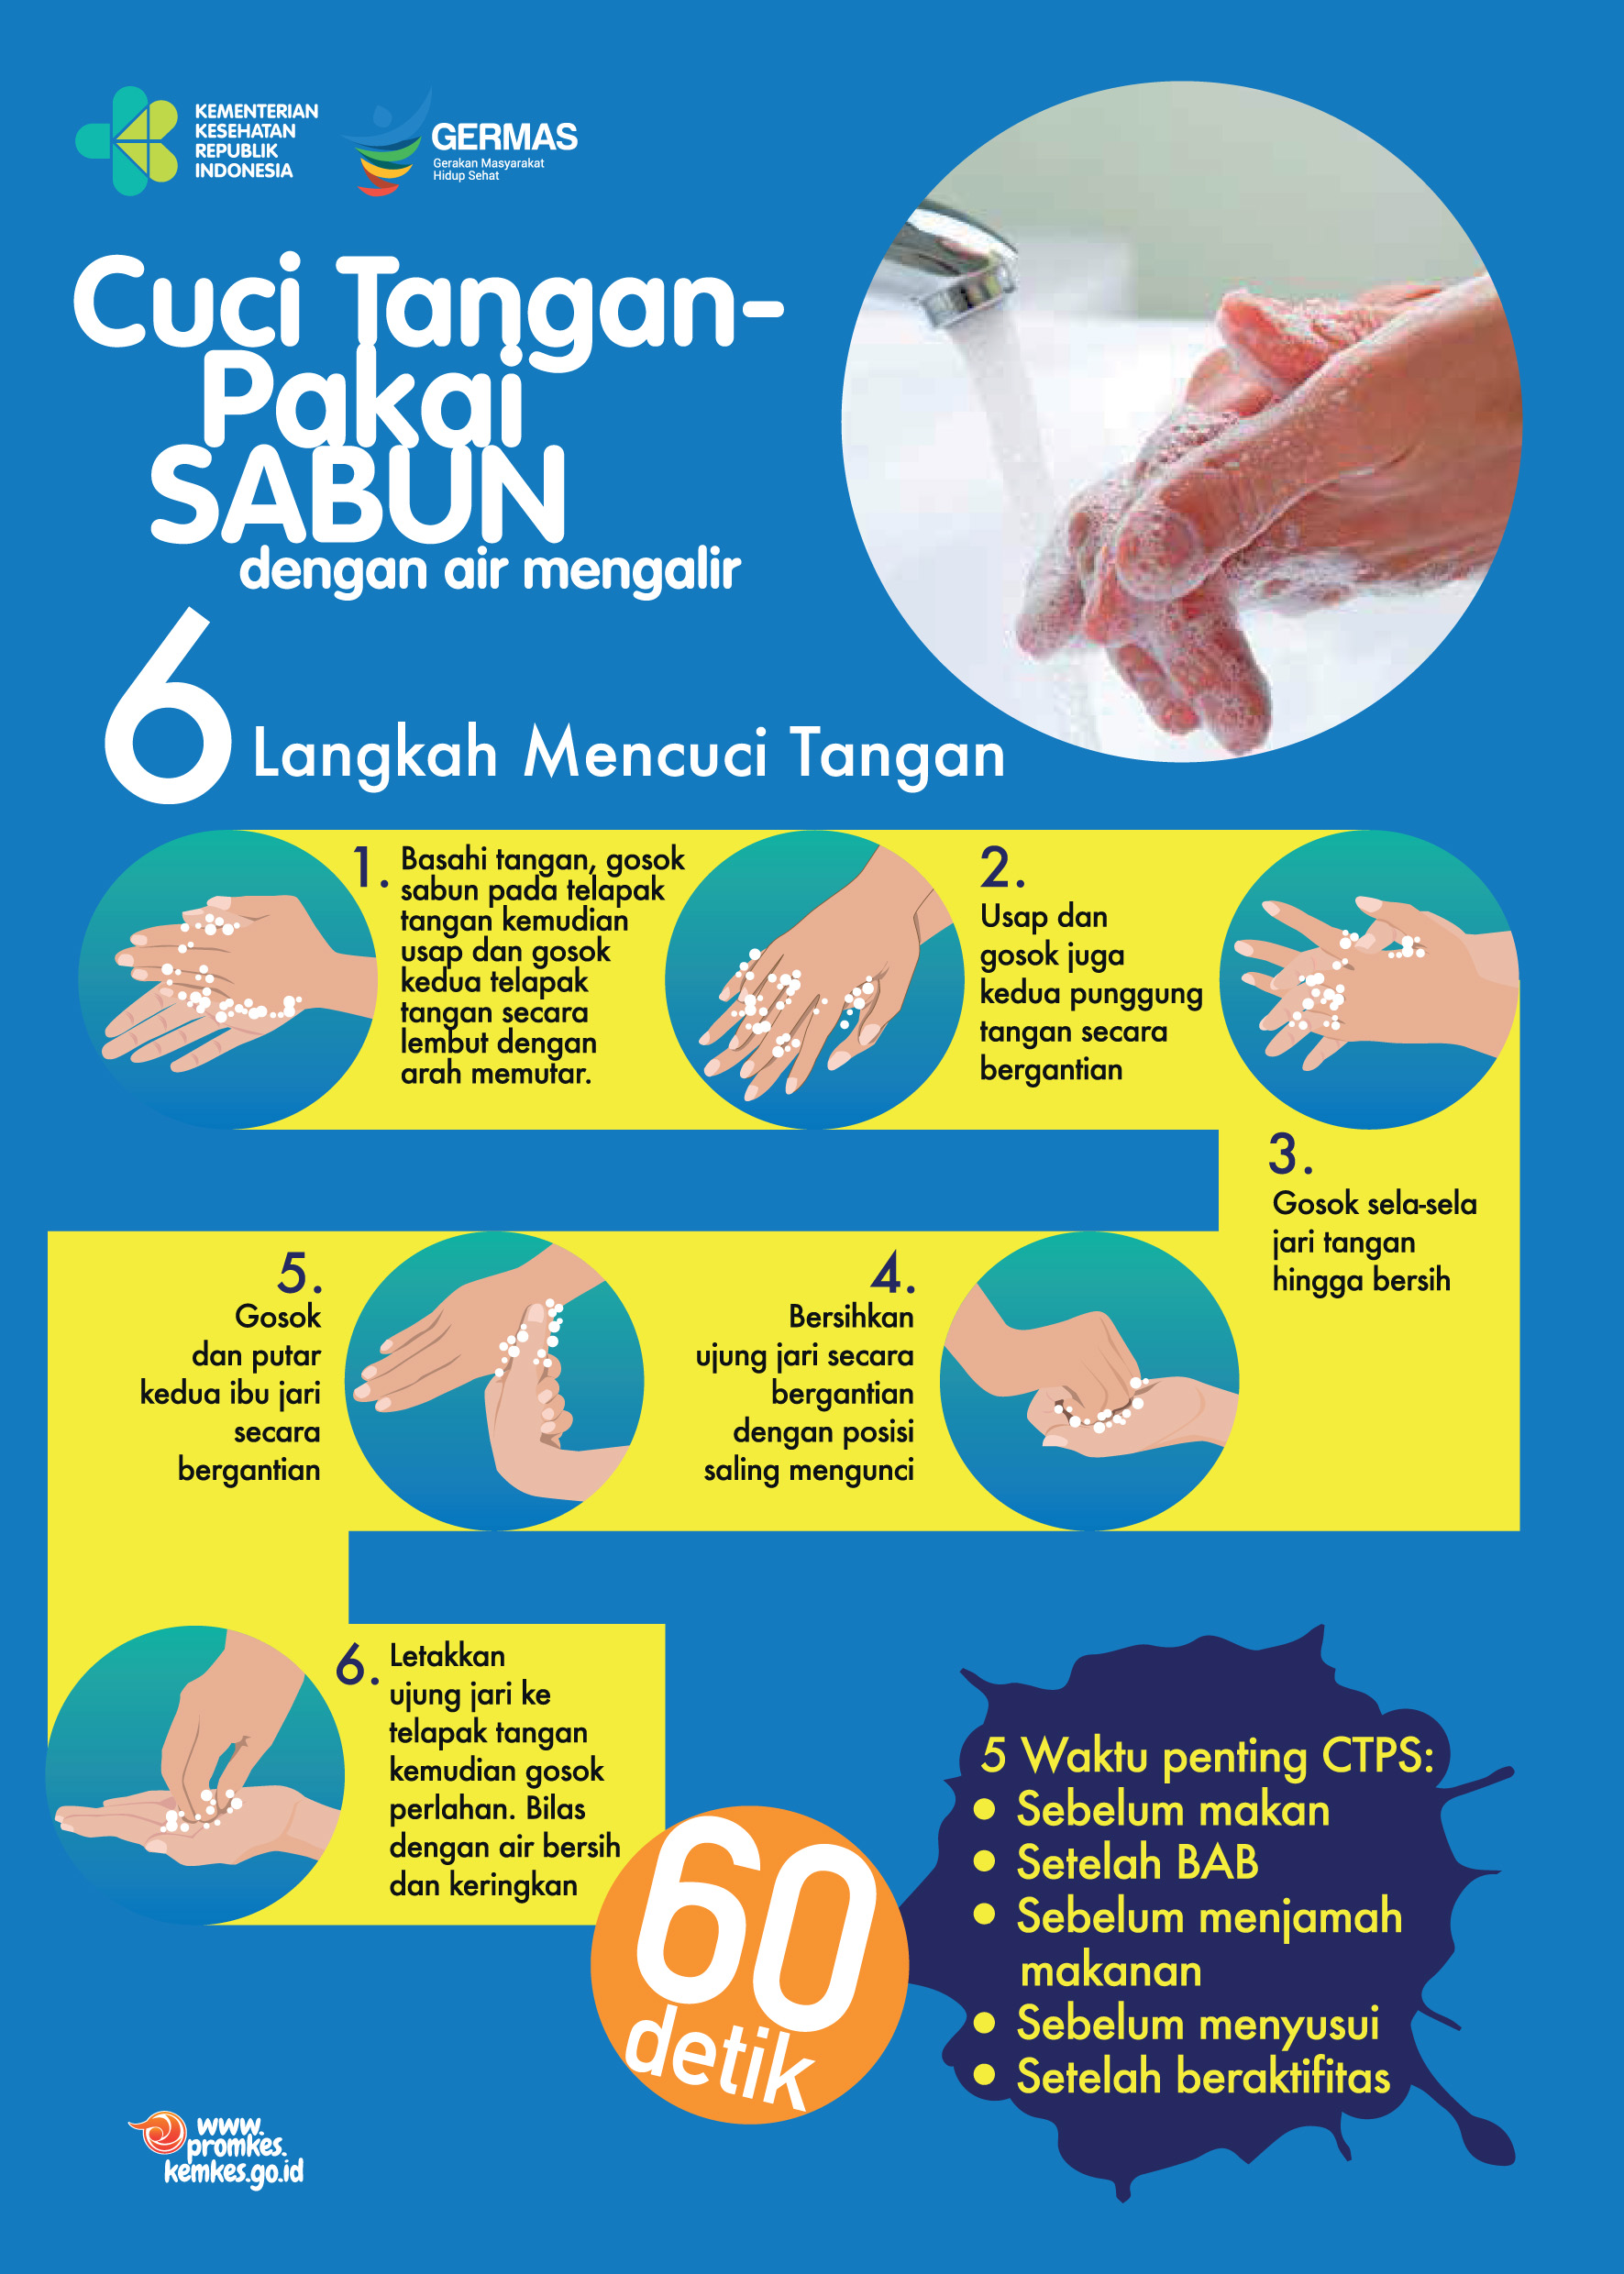 KEMENTERIAN
KESEHATAN
REPUBLIK
INDONESIA
GERMAS
Gerakan Masyarakat
Hidup Sehat
Cuci Tangan-
Pakai
SABUN
dengan air mengalir
6 Langkah Mencuci Tangan
1. Basahi tangan, gosok
sabun pada telapak
tangan kemudian
usap dan gosok
kedua telapak
tangan secara
lembut dengan
arah memutar.
2.
Usap dan
gosok juga
kedua punggung
tangan secara
bergantian
3.
Gosok sela-sela
jari tangan
hingga bersih
4.
Bersihkan
ujung jari secara
bergantian
dengan posisi
saling mengunci
5.
Gosok
dan putar
kedua ibu jari
secara
bergantian
6. Letakkan
ujung jari ke
telapak tangan
kemudian gosok
perlahan. Bilas
dengan air bersih
dan keringkan
60
detik
5 Waktu penting CTPS:
• Sebelum makan
• Setelah BAB
• Sebelum menjamah
makanan
• Sebelum menyusui
• Setelah beraktifitas
www.
promkes.
kemkes.go.id